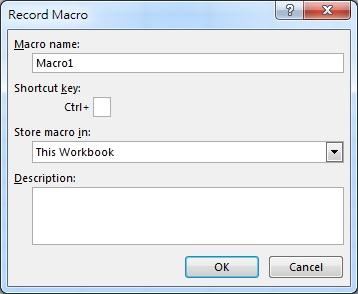 Record Macro
Macro name:
Macro1
Shortcut key:
Ctrl+
Store macro in:
This Workbook
Description:
OK Cancel